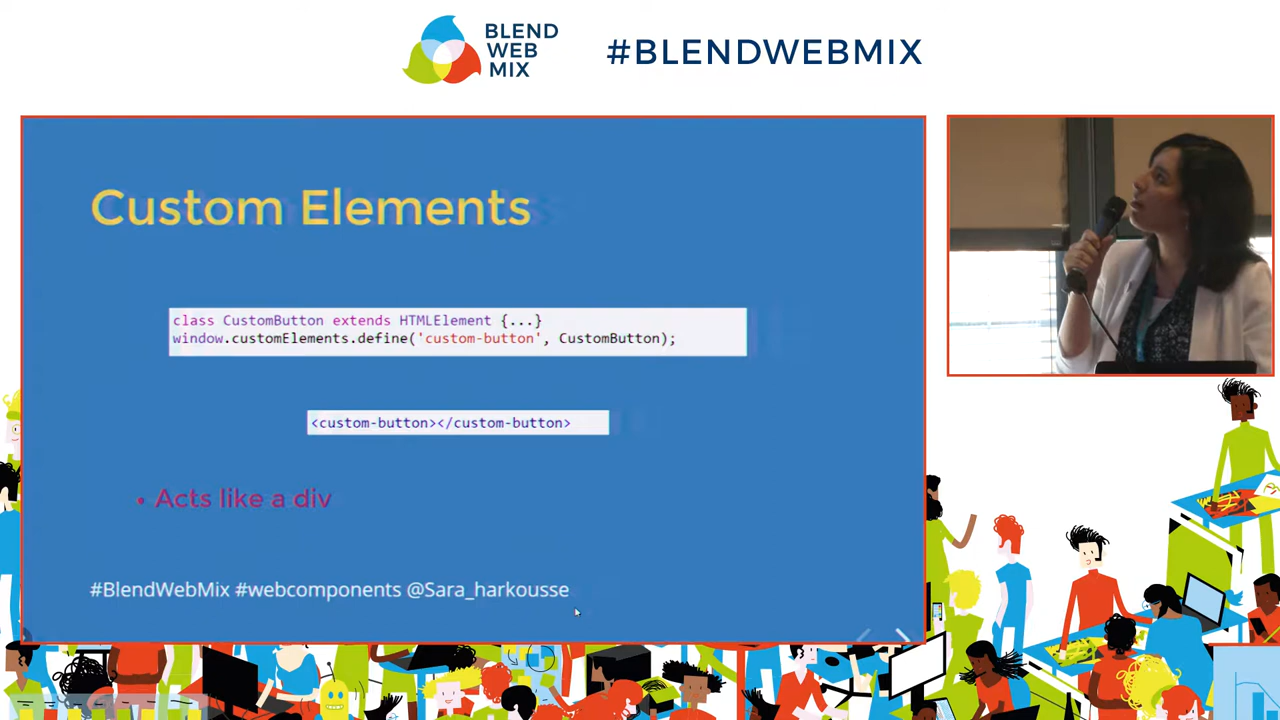 BLEND
WEB
MIX
#BLENDWEBMIX
Custom Elements
class CustomButton extends HTMLElement {...}
window.customElements.define('custom-button', CustomButton);
<custom-button></custom-button>
• Acts like a div
#BlendWebMix #webcomponents @Sara_harkousse